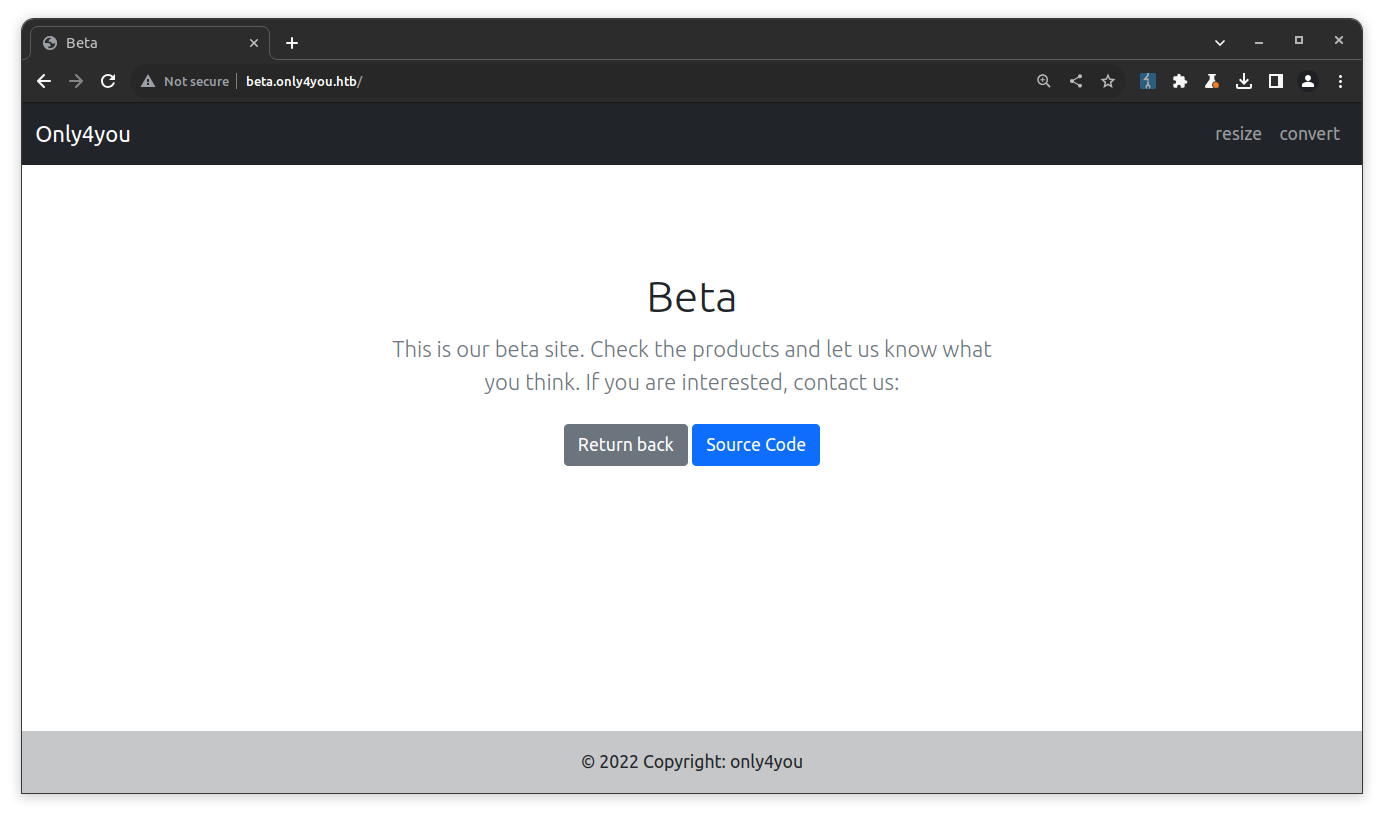 Beta
Not secure
beta.only4you.htb/
Only4you
resize convert
Beta
This is our beta site. Check the products and let us know what
you think. If you are interested, contact us:
Return back Source Code
© 2022 Copyright: only4you